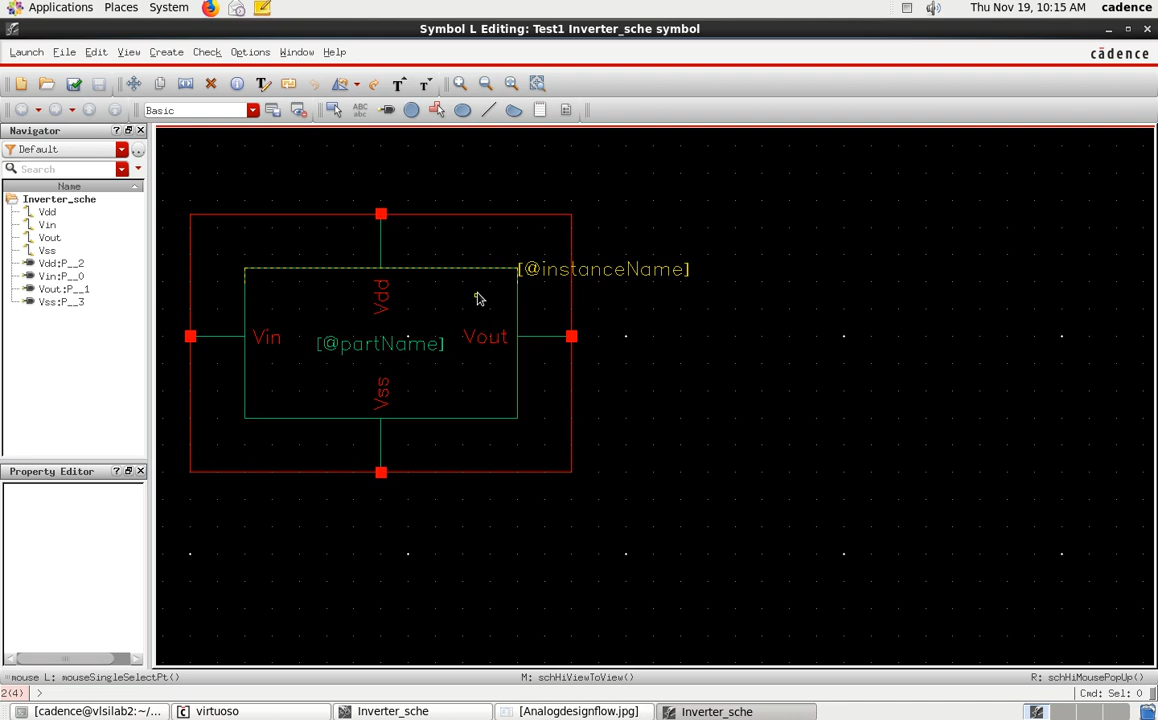 Applications Places System Thu Nov 19, 10:15 AM cadence
Symbol L Editing: Test1 Inverter_sche symbol
Launch File Edit View Create Check Options Window Help cādence
Basic
Navigator
Default
Search
Name
Inverter_sche
Vdd
Vin
Vout
Vss
Vdd:P__2
Vin:P__0
Vout:P__1
Vss:P__3
Property Editor
[@instanceName]
Vdd
Vin
[@partName]
Vout
Vss
mouse L: mouseSingleSelectPt() M: schHiViewToView() R: schHiMousePopUp()
2(4) > Cmd: Sel: 0
[cadence@vlsilab2:~/... virtuoso Inverter_sche [Analogdesignflow.jpg] Inverter_sche